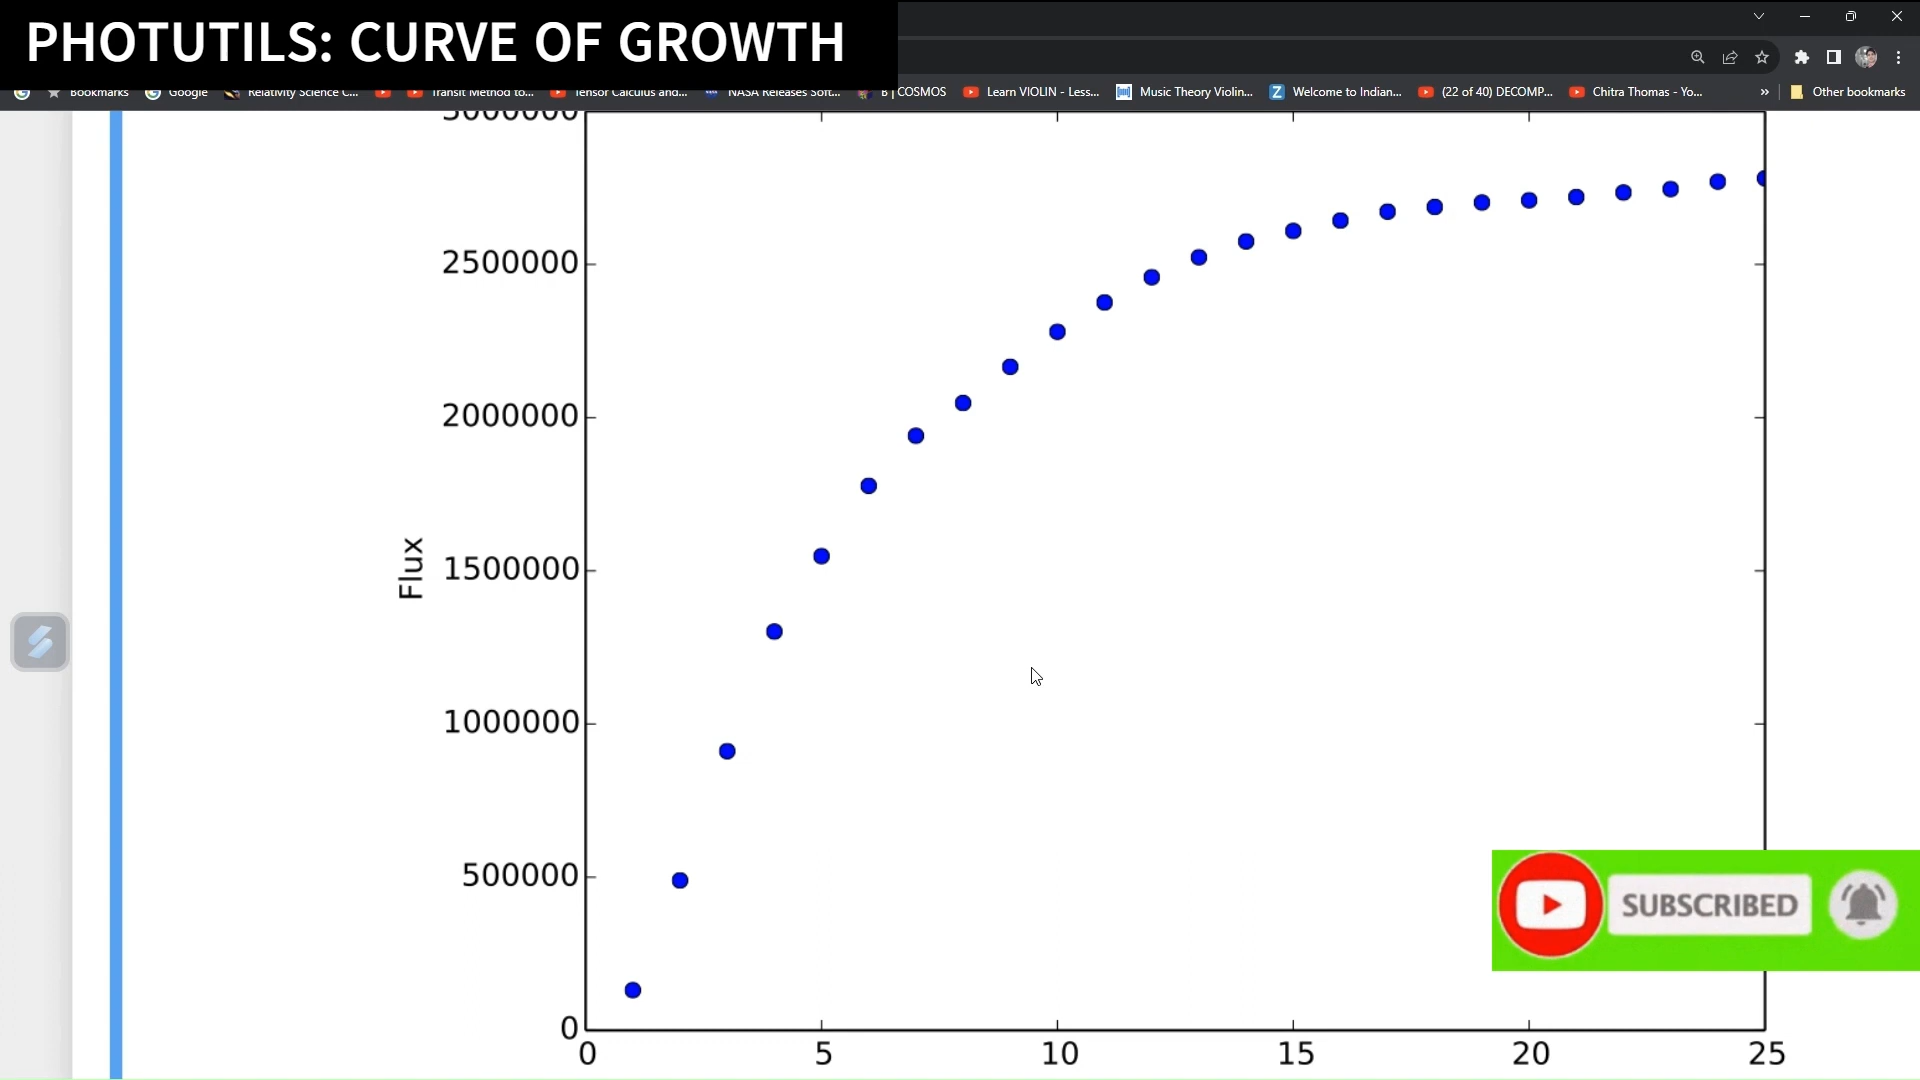 PHOTUTILS: CURVE OF GROWTH
Bookmarks Google Relativity Science C... Transit Method to... Tensor Calculus and... NASA Releases Soft... B | COSMOS Learn VIOLIN - Less... Music Theory Violin... Welcome to Indian... (22 of 40) DECOMP... Chitra Thomas - Yo... » Other bookmarks
3000000
2500000
2000000
Flux
1500000
1000000
500000
SUBSCRIBED
0
0 5 10 15 20 25